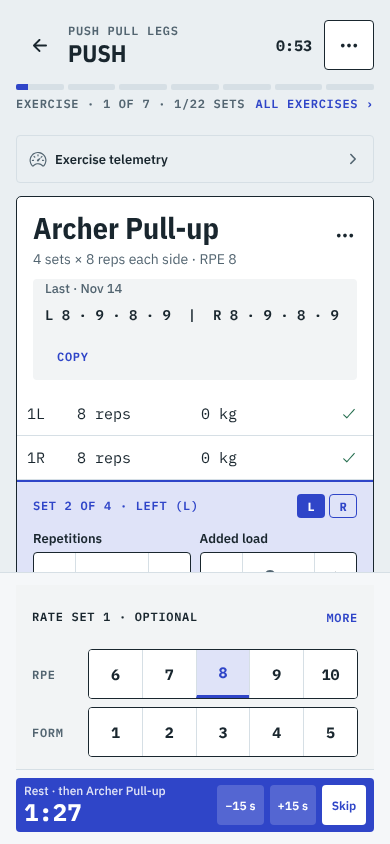 PUSH PULL LEGS
PUSH
0:53
EXERCISE · 1 OF 7 · 1/22 SETS ALL EXERCISES ›
Exercise telemetry
Archer Pull-up
4 sets × 8 reps each side · RPE 8
Last · Nov 14
L 8 · 9 · 8 · 9 | R 8 · 9 · 8 · 9
COPY
1L 8 reps 0 kg
1R 8 reps 0 kg
SET 2 OF 4 · LEFT (L) L R
Repetitions Added load
RATE SET 1 · OPTIONAL MORE
RPE 6 7 8 9 10
FORM 1 2 3 4 5
Rest · then Archer Pull-up
1:27 −15 s +15 s Skip